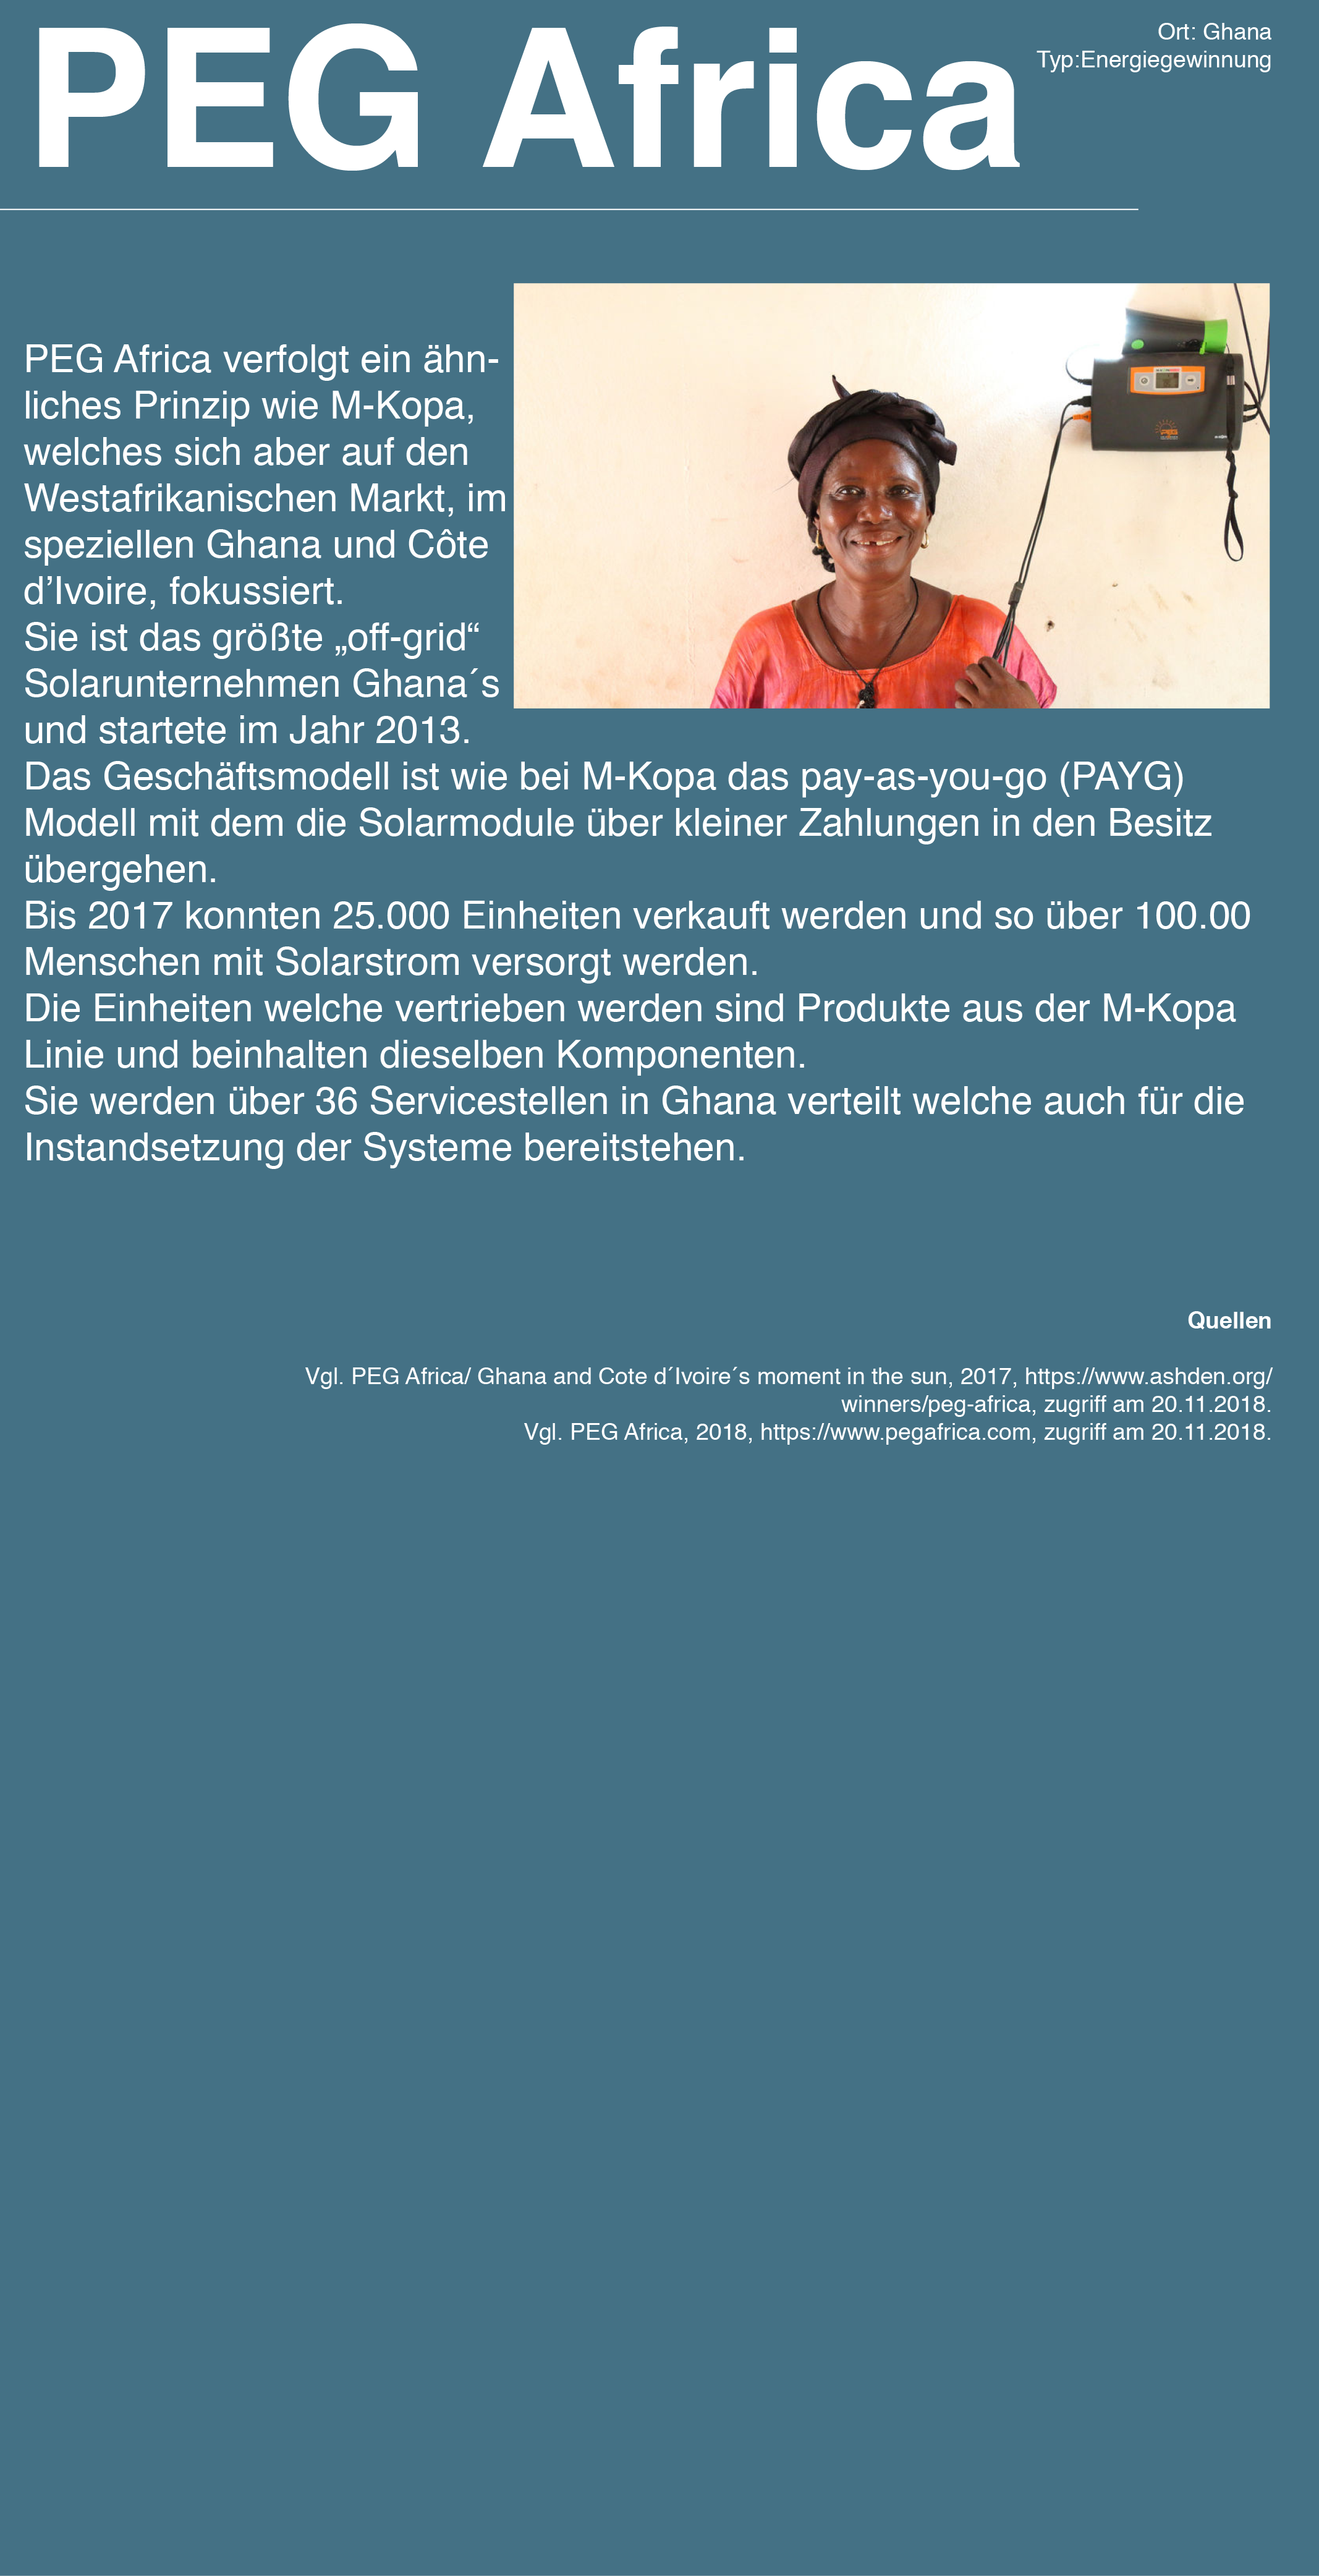 PEG Africa
Ort: Ghana
Typ:Energiegewinnung
PEG Africa verfolgt ein ähn-
liches Prinzip wie M-Kopa,
welches sich aber auf den
Westafrikanischen Markt, im
speziellen Ghana und Côte
d’Ivoire, fokussiert.
Sie ist das größte „off-grid“
Solarunternehmen Ghana´s
und startete im Jahr 2013.
Das Geschäftsmodell ist wie bei M-Kopa das pay-as-you-go (PAYG)
Modell mit dem die Solarmodule über kleiner Zahlungen in den Besitz
übergehen.
Bis 2017 konnten 25.000 Einheiten verkauft werden und so über 100.00
Menschen mit Solarstrom versorgt werden.
Die Einheiten welche vertrieben werden sind Produkte aus der M-Kopa
Linie und beinhalten dieselben Komponenten.
Sie werden über 36 Servicestellen in Ghana verteilt welche auch für die
Instandsetzung der Systeme bereitstehen.
Quellen
Vgl. PEG Africa/ Ghana and Cote d´Ivoire´s moment in the sun, 2017, https://www.ashden.org/
winners/peg-africa, zugriff am 20.11.2018.
Vgl. PEG Africa, 2018, https://www.pegafrica.com, zugriff am 20.11.2018.